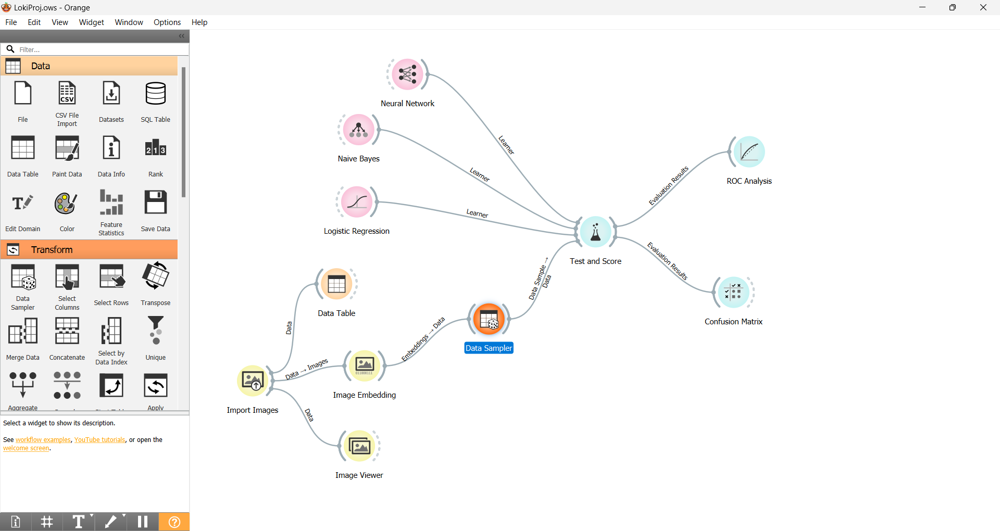 LokiProj.ows - Orange
File Edit View Widget Window Options Help
Filter...
Data
File
CSV File
Import
Datasets
SQL Table
Data Table
Paint Data
Data Info
Rank
Edit Domain
Color
Feature
Statistics
Save Data
Transform
Data
Sampler
Select
Columns
Select Rows
Transpose
Merge Data
Concatenate
Select by
Data Index
Unique
Aggregate
Apply
Select a widget to show its description.
See workflow examples, YouTube tutorials, or open the
welcome screen.
Neural Network
Naive Bayes
Logistic Regression
Learner
Learner
Learner
Test and Score
Evaluation Results
ROC Analysis
Evaluation Results
Confusion Matrix
Data Sample →
Data
Data Table
Data
Data Sampler
Embeddings → Data
011000111
Image Embedding
Data → Images
Import Images
Data
Image Viewer